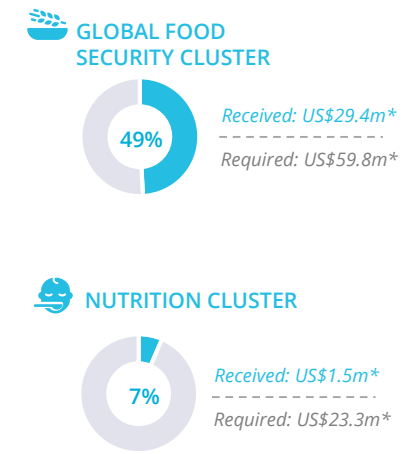 GLOBAL FOOD
SECURITY CLUSTER
49%
Received: US$29.4m*
Required: US$59.8m*
NUTRITION CLUSTER
7%
Received: US$1.5m*
Required: US$23.3m*